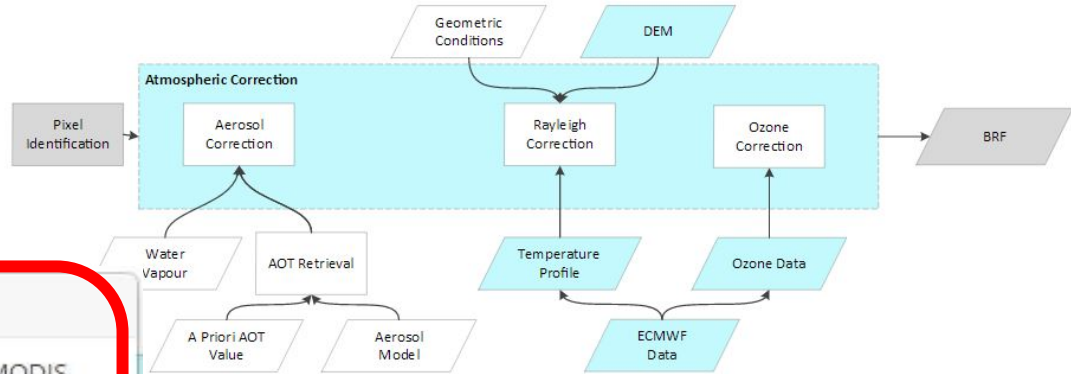 Geometric
Conditions
DEM
Atmospheric Correction
Pixel
Identification
Aerosol
Correction
Rayleigh
Correction
Ozone
Correction
BRF
Water
Vapour
AOT Retrieval
Temperature
Profile
Ozone Data
A Priori AOT
Value
Aerosol
Model
ECMWF
Data
MODIS